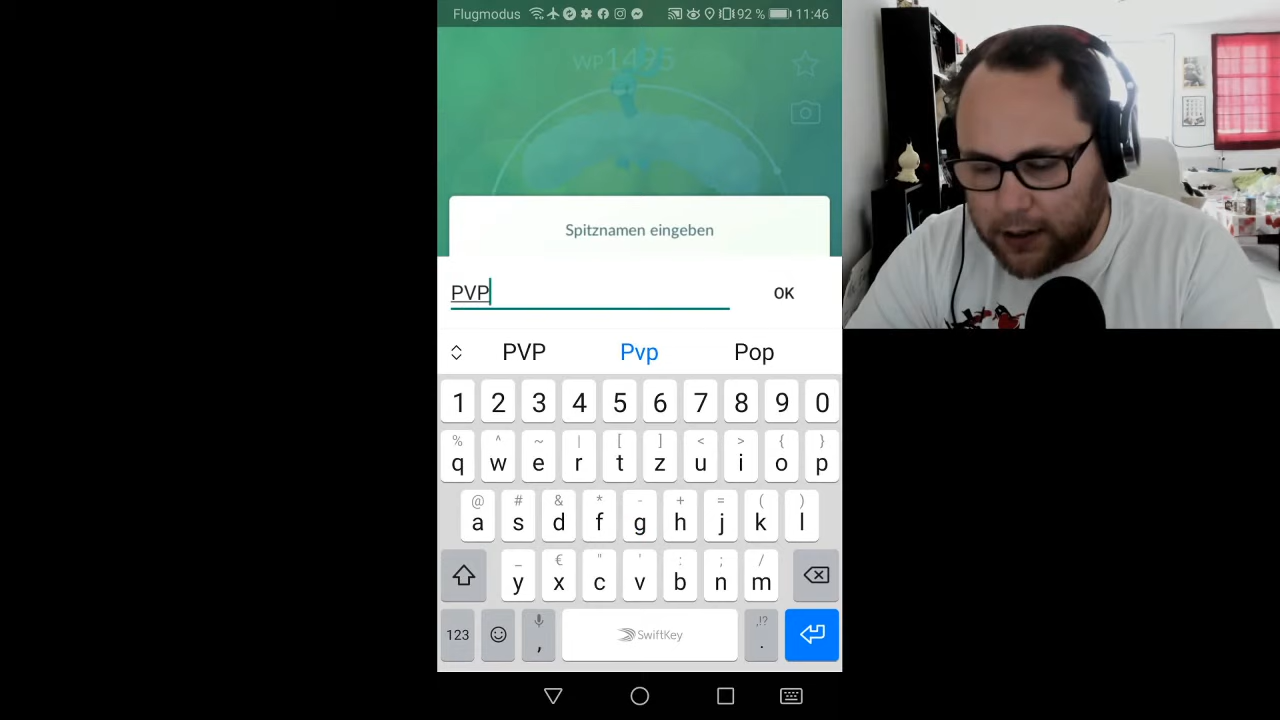 Flugmodus 92 % 11:46
WP1495
Spitznamen eingeben
PVP OK
PVP Pvp Pop
1 2 3 4 5 6 7 8 9 0
% ^ ~ | [ ] < > { }
q w e r t z u i o p
@ # & * - + = ( )
a s d f g h j k l
_ € " ' : ; /
y x c v b n m
,!?
123 , SwiftKey .